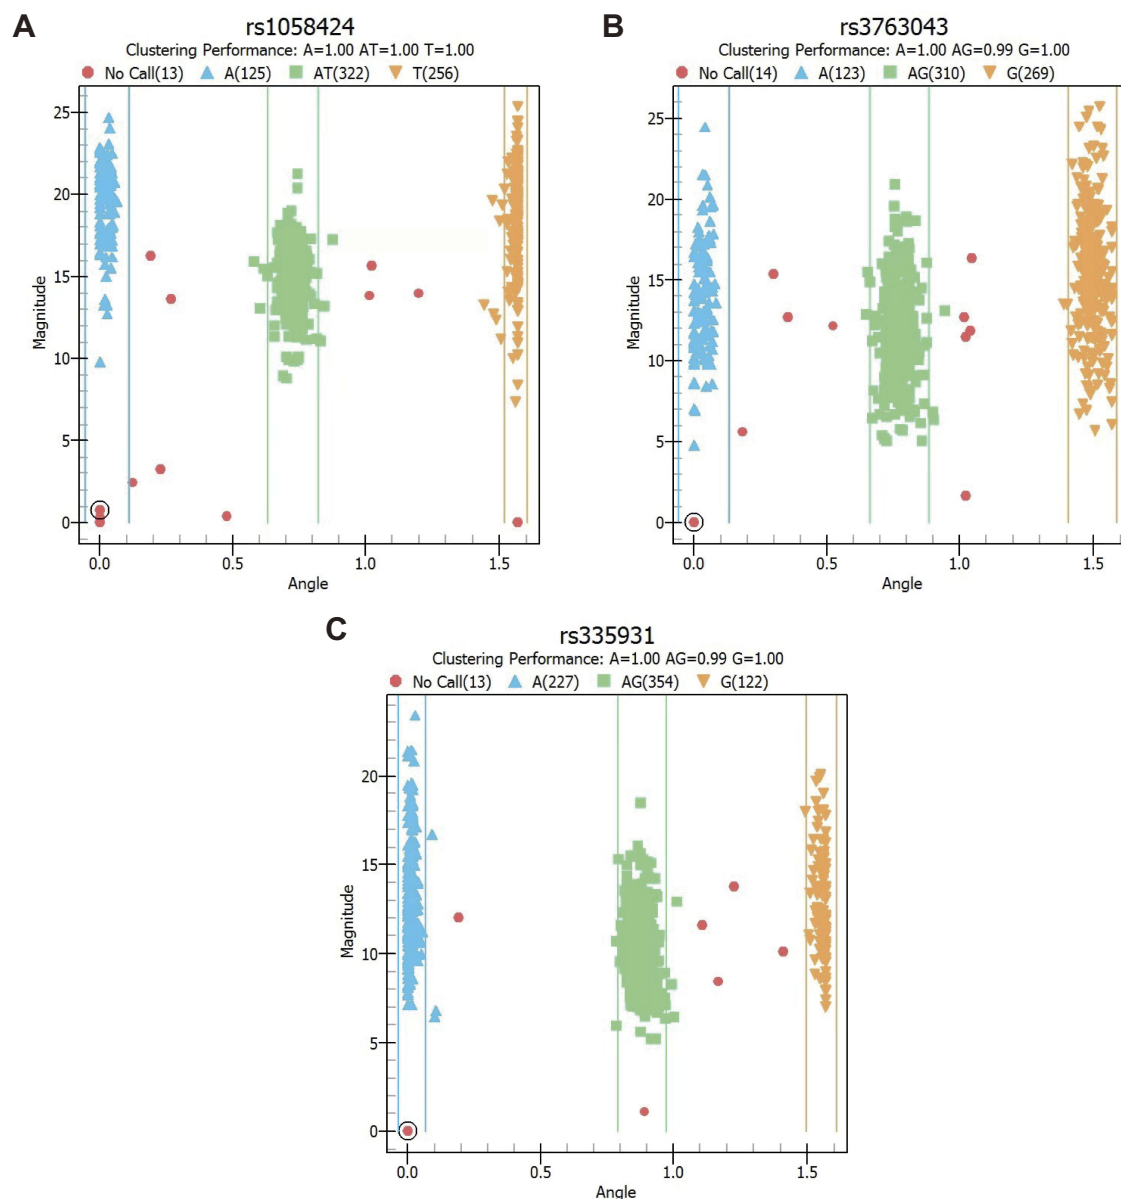 A
rs1058424
Clustering Performance: A=1.00 AT=1.00 T=1.00
No Call(13) A(125) AT(322) T(256)
25
20
15
10
5
0
Magnitude
0.0 0.5 1.0 1.5
Angle
B
rs3763043
Clustering Performance: A=1.00 AG=0.99 G=1.00
No Call(14) A(123) AG(310) G(269)
25
20
15
10
5
0
Magnitude
0.0 0.5 1.0 1.5
Angle
C
rs335931
Clustering Performance: A=1.00 AG=0.99 G=1.00
No Call(13) A(227) AG(354) G(122)
20
15
10
5
0
Magnitude
0.0 0.5 1.0 1.5
Angle